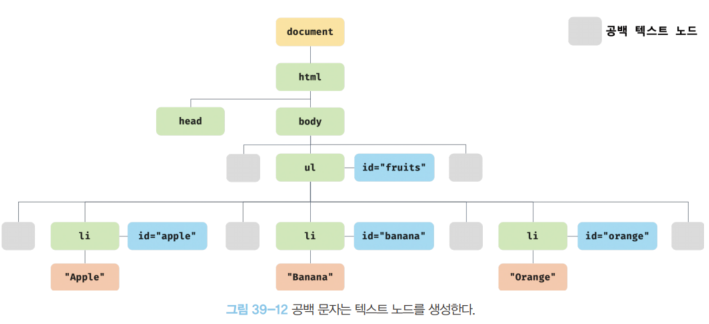 document
공백 텍스트 노드
html
head
body
ul
id="fruits"
li
id="apple"
li
id="banana"
li
id="orange"
"Apple"
"Banana"
"Orange"
그림 39-12 공백 문자는 텍스트 노드를 생성한다.